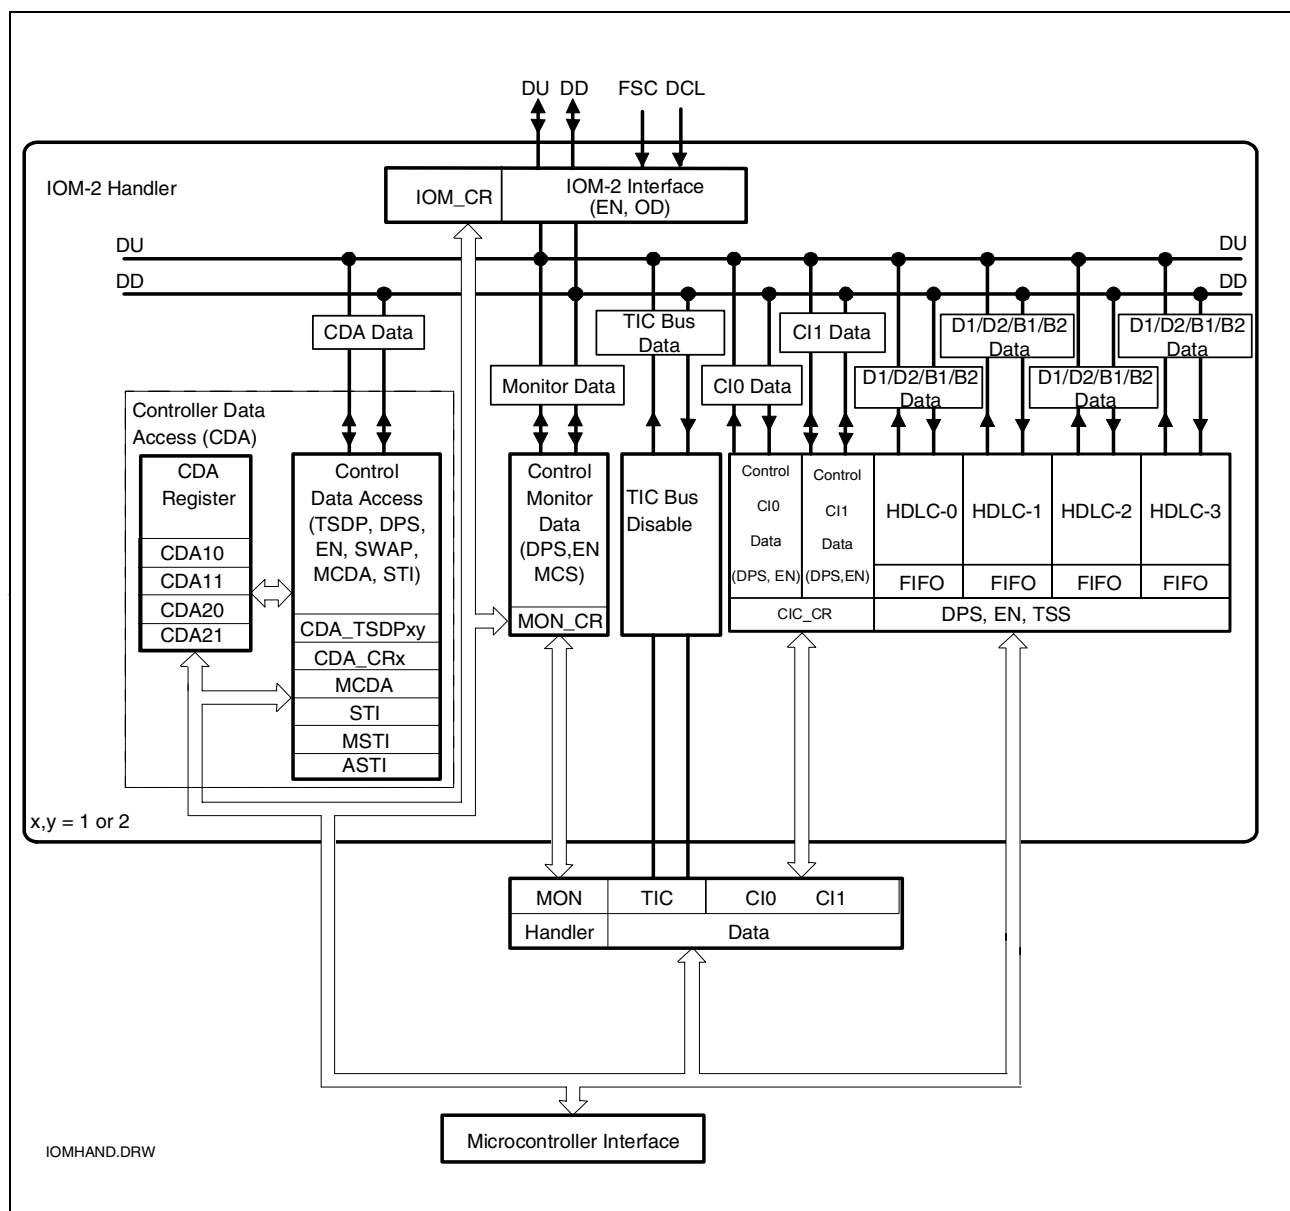 DU DD FSC DCL
IOM-2 Handler
IOM_CR
IOM-2 Interface
(EN, OD)
DU
DU
DD
DD
CDA Data
TIC Bus
Data
CI1 Data
D1/D2/B1/B2
Data
D1/D2/B1/B2
Data
Monitor Data
CI0 Data
D1/D2/B1/B2
Data
D1/D2/B1/B2
Data
Controller Data
Access (CDA)
CDA
Register
CDA10
CDA11
CDA20
CDA21
Control
Data Access
(TSDP, DPS,
EN, SWAP,
MCDA, STI)
CDA_TSDPxy
CDA_CRx
MCDA
STI
MSTI
ASTI
Control
Monitor
Data
(DPS,EN
MCS)
MON_CR
TIC Bus
Disable
Control
CI0
Data
(DPS, EN)
Control
CI1
Data
(DPS,EN)
CIC_CR
HDLC-0
HDLC-1
HDLC-2
HDLC-3
FIFO
FIFO
FIFO
FIFO
DPS, EN, TSS
x,y = 1 or 2
MON
TIC
CI0
CI1
Handler
Data
Microcontroller Interface
IOMHAND.DRW